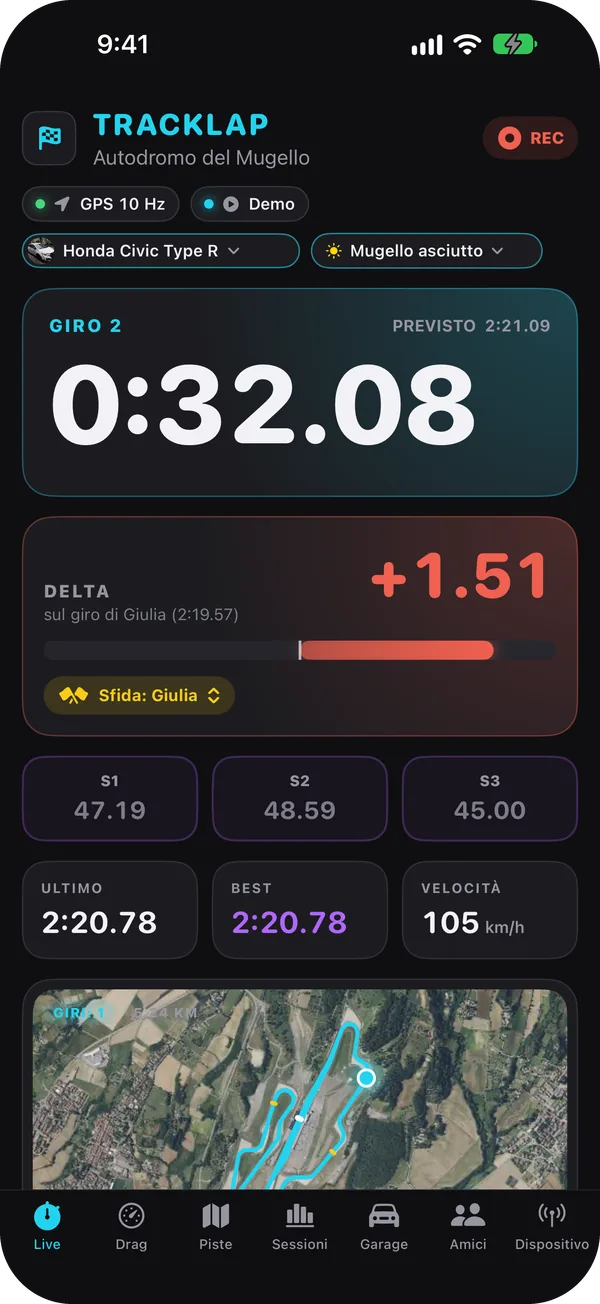 9:41
TRACKLAP
Autodromo del Mugello
REC
GPS 10 Hz
Demo
Honda Civic Type R
Mugello asciutto
GIRO 2
PREVISTO 2:21.09
0:32.08
DELTA
+1.51
sul giro di Giulia (2:19.57)
Sfida: Giulia
S1
47.19
S2
48.59
S3
45.00
ULTIMO
2:20.78
BEST
2:20.78
VELOCITÀ
105 km/h
GIRI: 1
KM
Live
Drag
Piste
Sessioni
Garage
Amici
Dispositivo